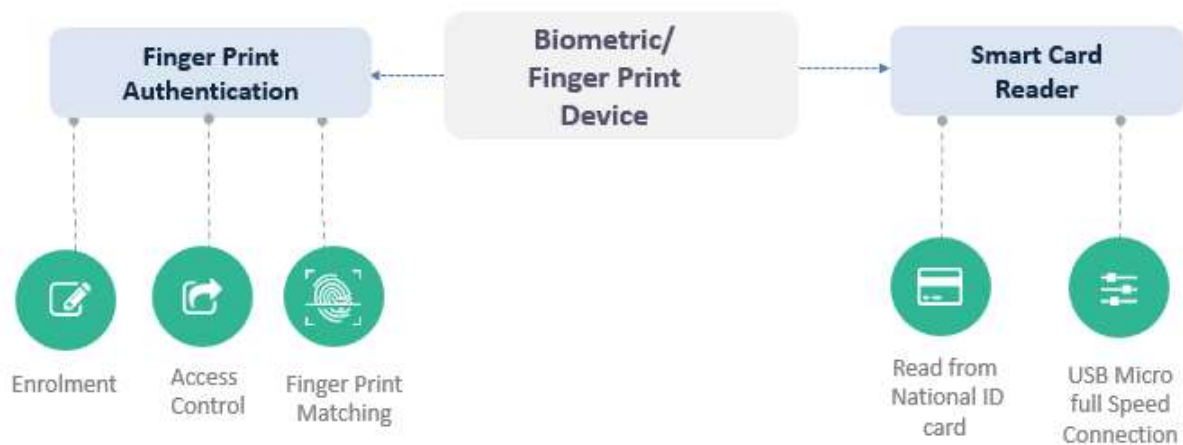 Biometric/
Finger Print
Device
Finger Print
Authentication
Smart Card
Reader
Enrolment
Access
Control
Finger Print
Matching
Read from
National ID
card
USB Micro
full Speed
Connection